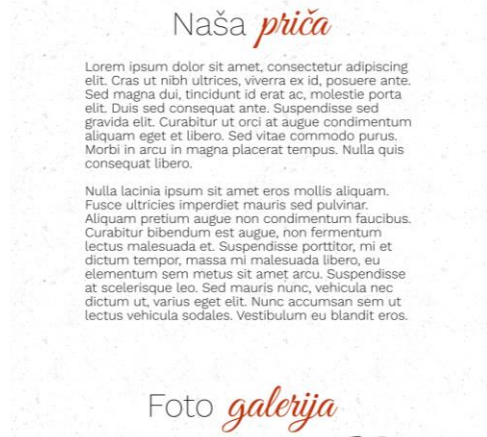 Naša priča
Lorem ipsum dolor sit amet, consectetur adipiscing
elit. Cras ut nibh ultrices, viverra ex id, posuere ante.
Sed magna dui, tincidunt id erat ac, molestie porta
elit. Duis sed consequat ante. Suspendisse sed
gravida elit. Curabitur ut orci at augue condimentum
aliquam eget et libero. Sed vitae commodo purus.
Morbi in arcu in magna placerat tempus. Nulla quis
consequat libero.
Nulla lacinia ipsum sit amet eros mollis aliquam.
Fusce ultricies imperdiet mauris sed pulvinar.
Aliquam pretium augue non condimentum faucibus.
Curabitur bibendum est augue, non fermentum
lectus malesuada et. Suspendisse porttitor, mi et
dictum tempor, massa mi malesuada libero, eu
elementum sem metus sit amet arcu. Suspendisse
at scelerisque leo. Sed mauris nunc, vehicula nec
dictum ut, varius eget elit. Nunc accumsan sem ut
lectus vehicula sodales. Vestibulum eu blandit eros.
Foto galerija